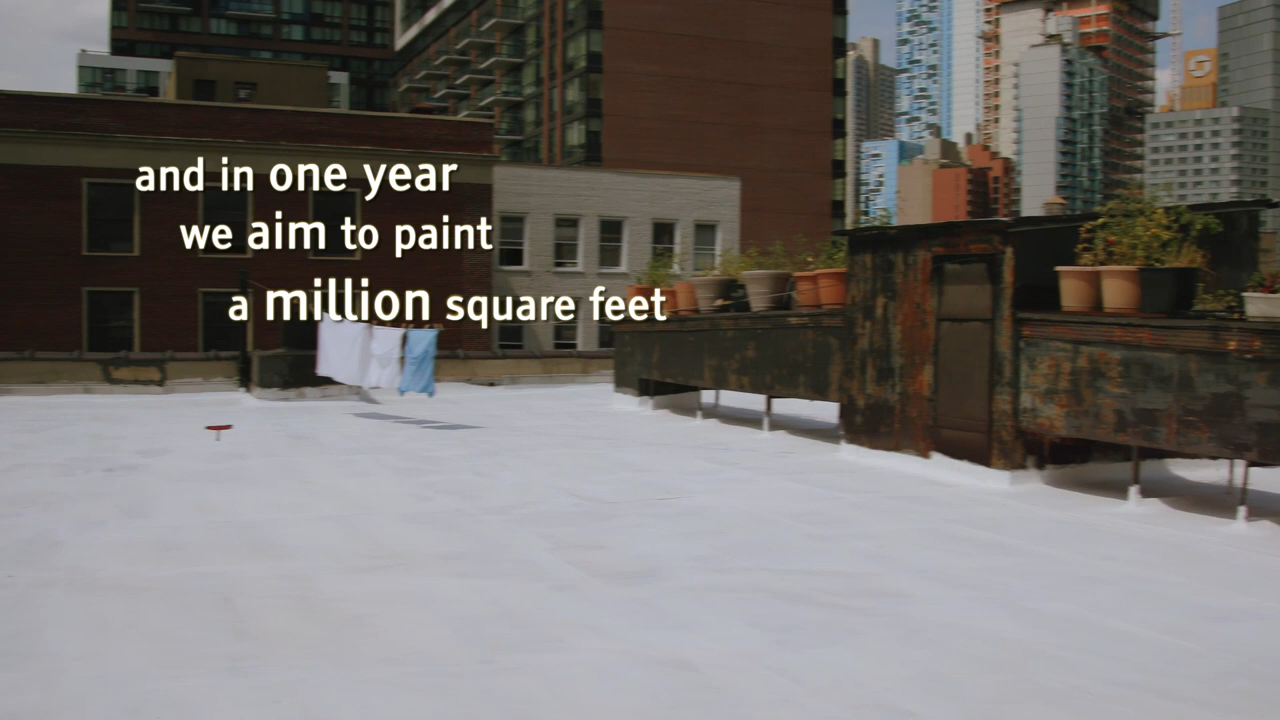 and in one year
we aim to paint
a million square feet